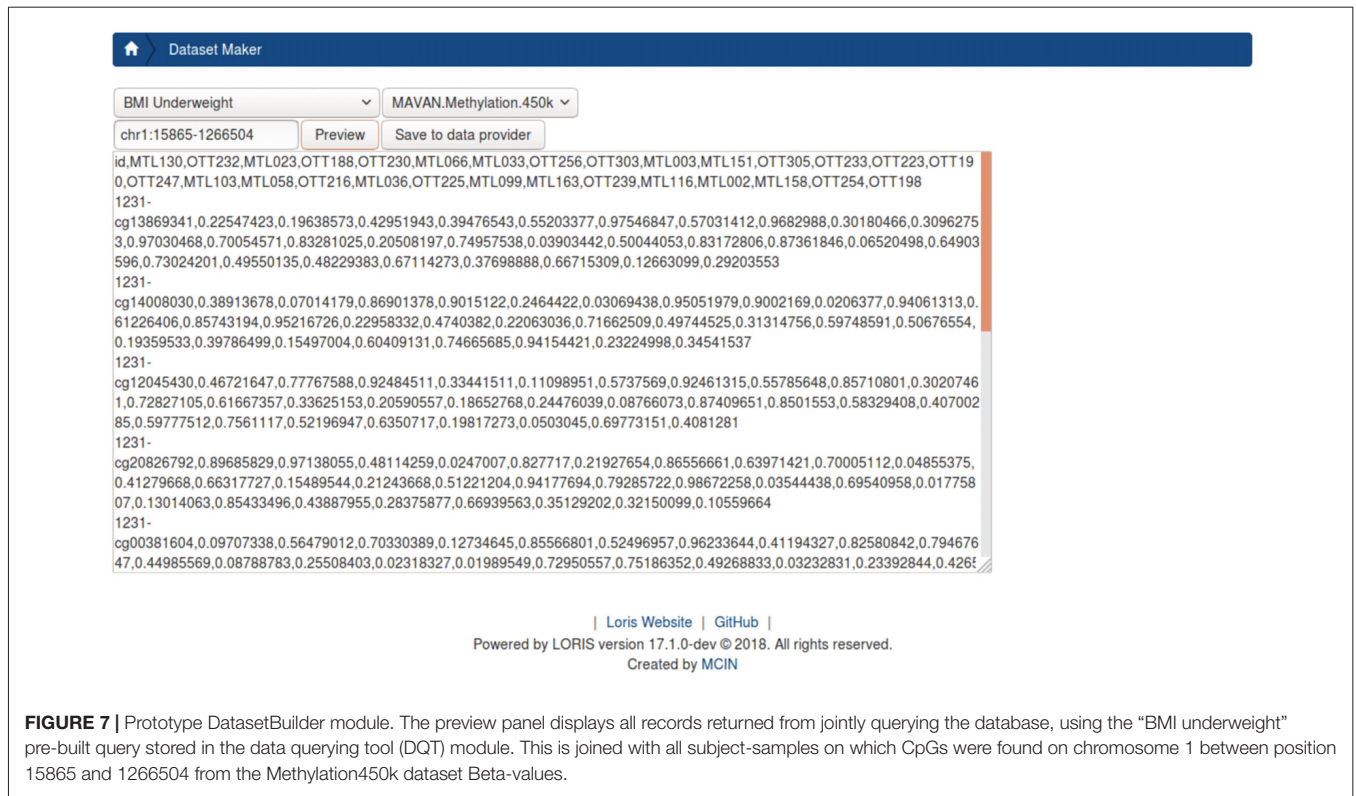 Dataset Maker
BMI Underweight MAVAN.Methylation.450k
chr1:15865-1266504 Preview Save to data provider
id,MTL130,OTT232,MTL023,OTT188,OTT230,MTL066,MTL033,OTT256,OTT303,MTL003,MTL151,OTT305,OTT233,OTT223,OTT19
0,OTT247,MTL103,MTL058,OTT216,MTL036,OTT225,MTL099,MTL163,OTT239,MTL116,MTL002,MTL158,OTT254,OTT198
1231-
cg13869341,0.22547423,0.19638573,0.42951943,0.39476543,0.55203377,0.97546847,0.57031412,0.9682988,0.30180466,0.3096275
3,0.97030468,0.70054571,0.83281025,0.20508197,0.74957538,0.03903442,0.50044053,0.83172806,0.87361846,0.06520498,0.64903
596,0.73024201,0.49550135,0.48229383,0.67114273,0.37698888,0.66715309,0.12663099,0.29203553
1231-
cg14008030,0.38913678,0.07014179,0.86901378,0.9015122,0.2464422,0.03069438,0.95051979,0.9002169,0.0206377,0.94061313,0.
61226406,0.85743194,0.95216726,0.22958332,0.4740382,0.22063036,0.71662509,0.49744525,0.31314756,0.59748591,0.50676554,
0.19359533,0.39786499,0.15497004,0.60409131,0.74665685,0.94154421,0.23224998,0.34541537
1231-
cg12045430,0.46721647,0.77767588,0.92484511,0.33441511,0.11098951,0.5737569,0.92461315,0.55785648,0.85710801,0.3020746
1,0.72827105,0.61667357,0.33625153,0.20590557,0.18652768,0.24476039,0.08766073,0.87409651,0.8501553,0.58329408,0.407002
85,0.59777512,0.7561117,0.52196947,0.6350717,0.19817273,0.0503045,0.69773151,0.4081281
1231-
cg20826792,0.89685829,0.97138055,0.48114259,0.0247007,0.827717,0.21927654,0.86556661,0.63971421,0.70005112,0.04855375,
0.41279668,0.66317727,0.15489544,0.21243668,0.51221204,0.94177694,0.79285722,0.98672258,0.03544438,0.69540958,0.017758
07,0.13014063,0.85433496,0.43887955,0.28375877,0.66939563,0.35129202,0.32150099,0.10559664
1231-
cg00381604,0.09707338,0.56479012,0.70330389,0.12734645,0.85566801,0.52496957,0.96233644,0.41194327,0.82580842,0.794676
47,0.44985569,0.08788783,0.25508403,0.02318327,0.01989549,0.72950557,0.75186352,0.49268833,0.03232831,0.23392844,0.426
| Loris Website | GitHub |
Powered by LORIS version 17.1.0-dev © 2018. All rights reserved.
Created by MCIN
FIGURE 7 | Prototype DatasetBuilder module. The preview panel displays all records returned from jointly querying the database, using the “BMI underweight”
pre-built query stored in the data querying tool (DQT) module. This is joined with all subject-samples on which CpGs were found on chromosome 1 between position
15865 and 1266504 from the Methylation450k dataset Beta-values.